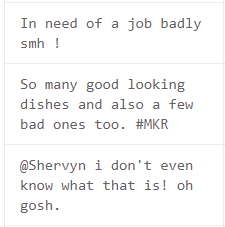 In need of a job badly
smh !
So many good looking
dishes and also a few
bad ones too. #MKR
@Shervyn i don't even
know what that is! oh
gosh.